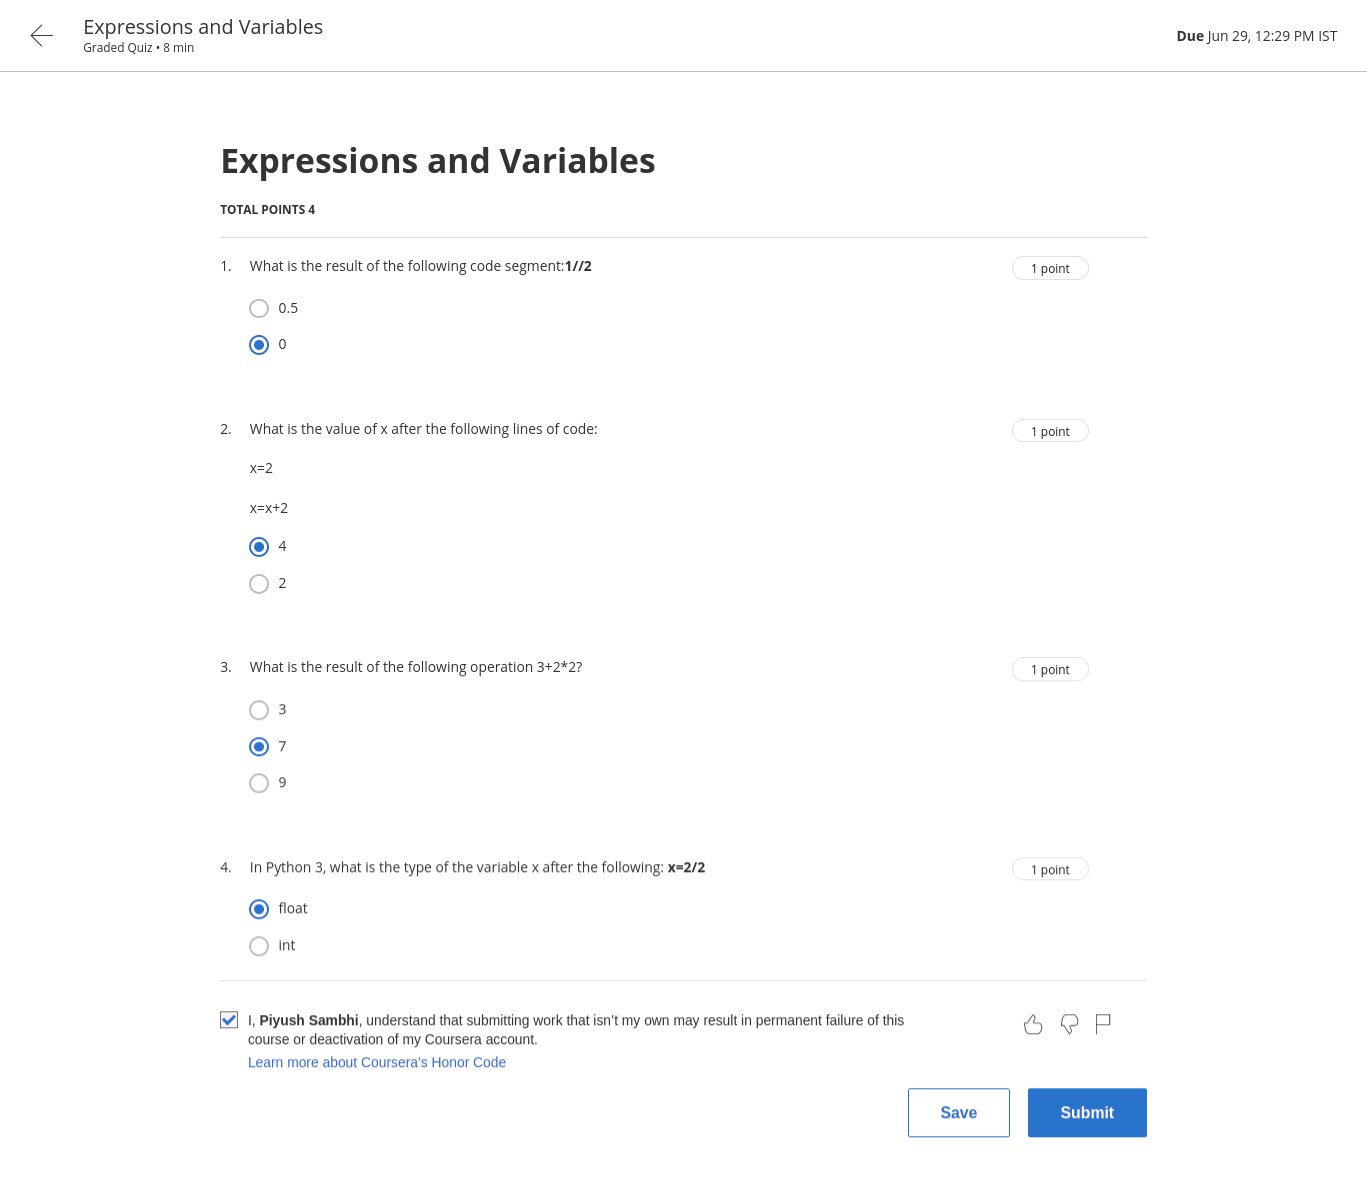 Expressions and Variables
Graded Quiz • 8 min
Due Jun 29, 12:29 PM IST
Expressions and Variables
TOTAL POINTS 4
1. What is the result of the following code segment:1//2
1 point
0.5
0
2. What is the value of x after the following lines of code:
1 point
x=2
x=x+2
4
2
3. What is the result of the following operation 3+2*2?
1 point
3
7
9
4. In Python 3, what is the type of the variable x after the following: x=2/2
1 point
float
int
I, Piyush Sambhi, understand that submitting work that isn’t my own may result in permanent failure of this
course or deactivation of my Coursera account.
Learn more about Coursera’s Honor Code
Save
Submit